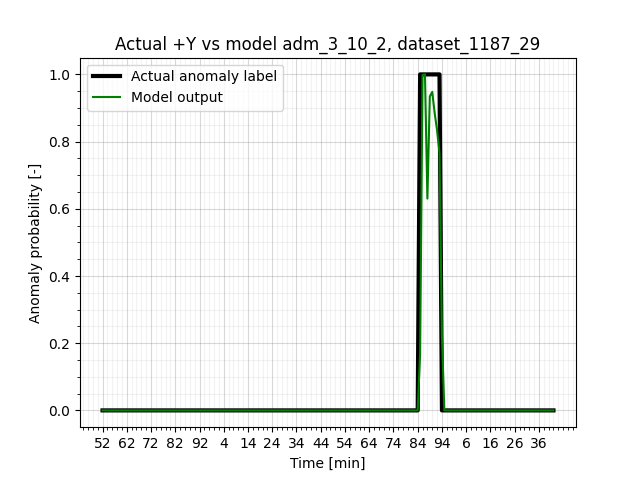 Actual +Y vs model adm_3_10_2, dataset_1187_29
Actual anomaly label
Model output
Anomaly probability [-]
1.0
0.8
0.6
0.4
0.2
0.0
52 62 72 82 92 4 14 24 34 44 54 64 74 84 94 6 16 26 36
Time [min]